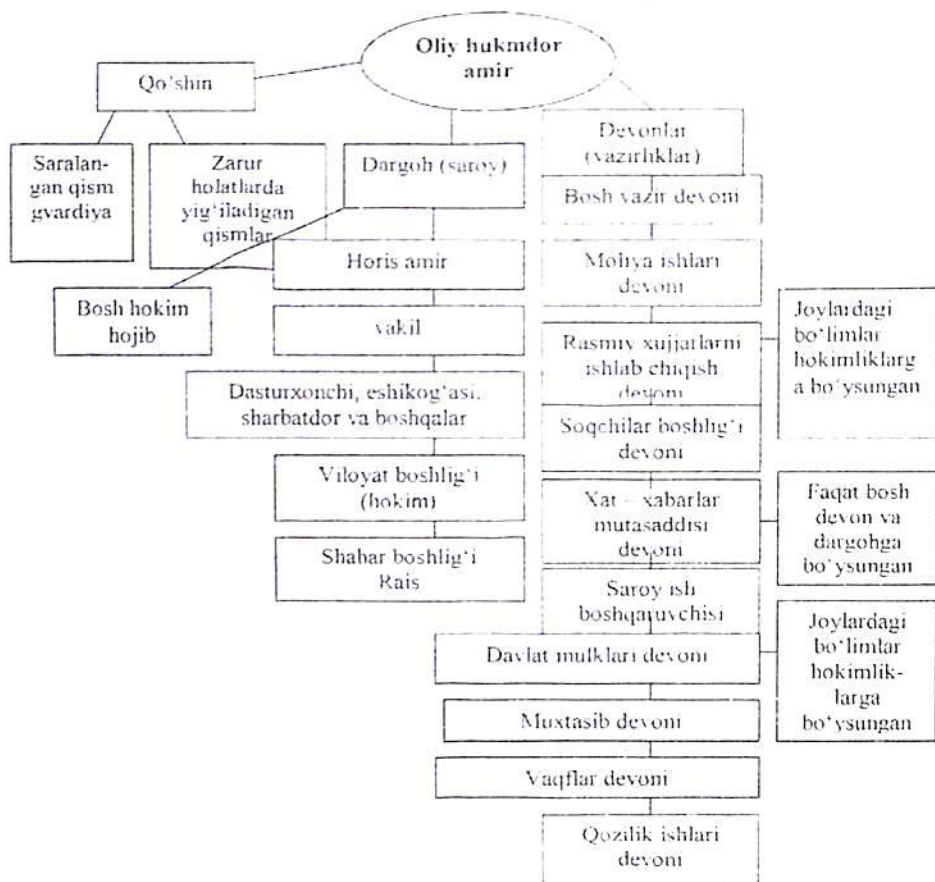 Oliy hukmdor
amir
Qo‘shin
Saralan-
gan qism
gvardiya
Zarur
holatlarda
yig‘iladigan
qismlar
Dargoh (saroy)
Devonlar
(vazirliklar)
Bosh vazir devoni
Horis amir
Moliya ishlari
devoni
Bosh hokim
hojib
vakil
Rasmiy xujjatlarni
ishlab chiqish
devoni
Joylardagi
bo‘limlar
hokimliklarg
a bo‘ysungan
Dasturxonchi, eshikog‘asi,
sharbatdor va boshqalar
Soqchilar boshlig‘i
devoni
Viloyat boshlig‘i
(hokim)
Xat – xabarlar
mutasaddisi
devoni
Faqat bosh
devon va
dargohga
bo‘ysungan
Shahar boshlig‘i
Rais
Saroy ish
boshqaruvchisi
Davlat mulklari devoni
Joylardagi
bo‘limlar
hokimlik-
larga
bo‘ysungan
Muxtasib devoni
Vaqflar devoni
Qozilik ishlari
devoni